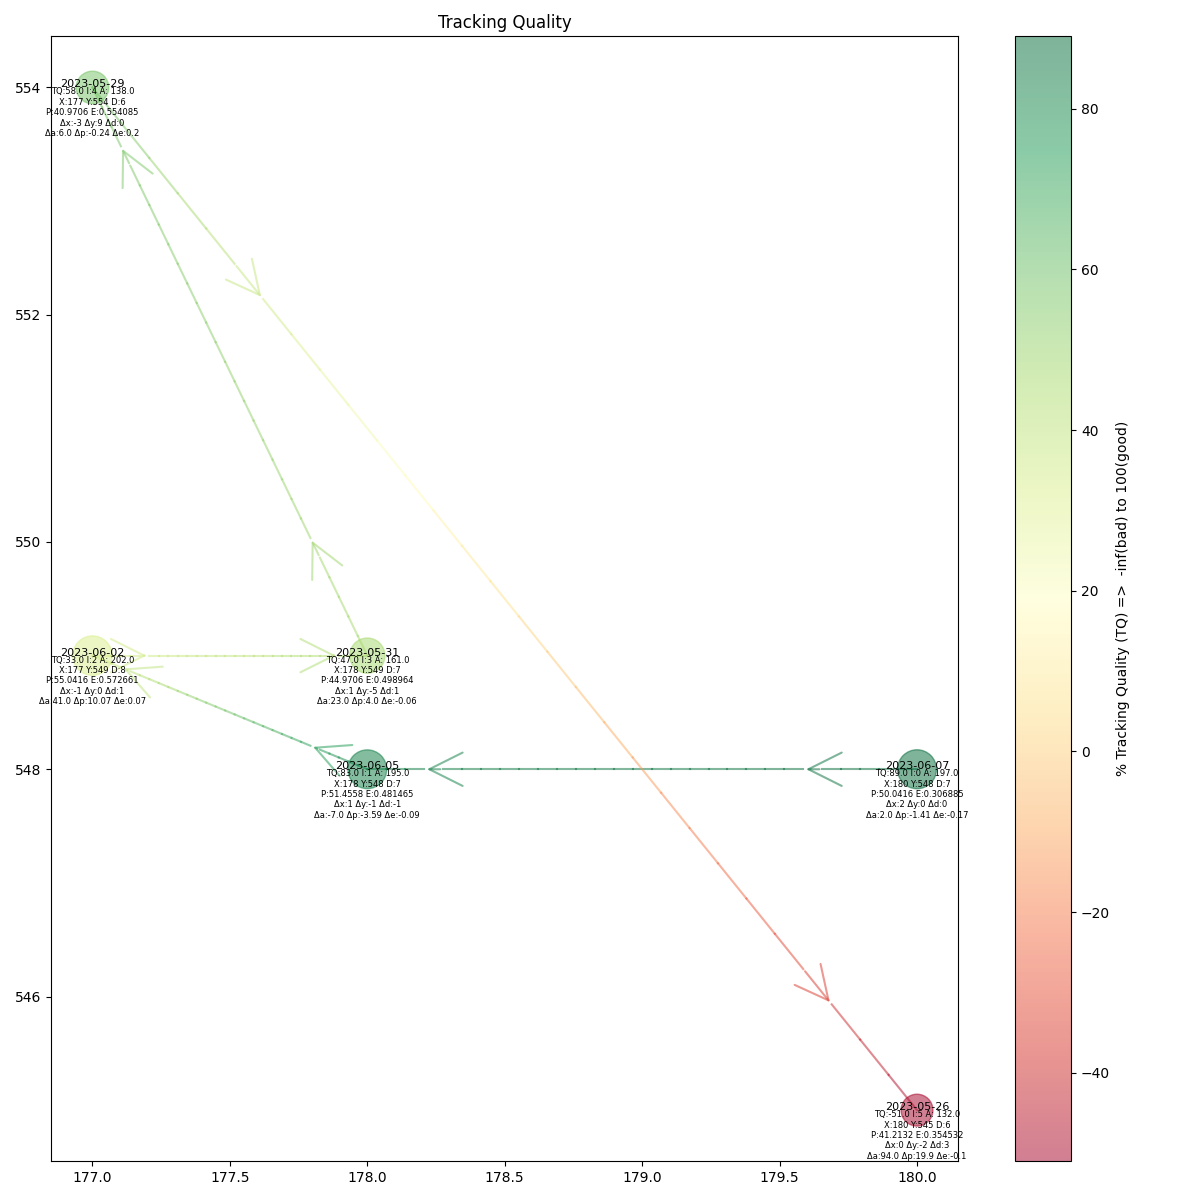 Tracking Quality
554
552
550
548
546
177.0
177.5
178.0
178.5
179.0
179.5
180.0
2023-05-29
TQ:58.0 I:4 A: 138.0
X:177 Y:554 D:6
P:40.9706 E:0.554085
Δx:-3 Δy:9 Δd:0
Δa:6.0 Δp:-0.24 Δe:0.2
2023-06-02
TQ:33.0 I:2 A: 202.0
X:177 Y:549 D:8
P:55.0416 E:0.572661
Δx:-1 Δy:0 Δd:1
Δa:41.0 Δp:10.07 Δe:0.07
2023-05-31
TQ:47.0 I:3 A: 161.0
X:178 Y:549 D:7
P:44.9706 E:0.498964
Δx:1 Δy:-5 Δd:1
Δa:23.0 Δp:4.0 Δe:-0.06
2023-06-05
TQ:83.0 I:1 A: 195.0
X:178 Y:548 D:7
P:51.4558 E:0.481465
Δx:1 Δy:-1 Δd:-1
Δa:-7.0 Δp:-3.59 Δe:-0.09
2023-06-07
TQ:89.0 I:0 A: 197.0
X:180 Y:548 D:7
P:50.0416 E:0.306885
Δx:2 Δy:0 Δd:0
Δa:2.0 Δp:-1.41 Δe:-0.17
2023-05-26
TQ:-51.0 I:5 A: 132.0
X:180 Y:545 D:6
P:41.2132 E:0.354532
Δx:0 Δy:-2 Δd:3
Δa:94.0 Δp:19.9 Δe:-0.1
80
60
40
20
0
−20
−40
% Tracking Quality (TQ) => -inf(bad) to 100(good)